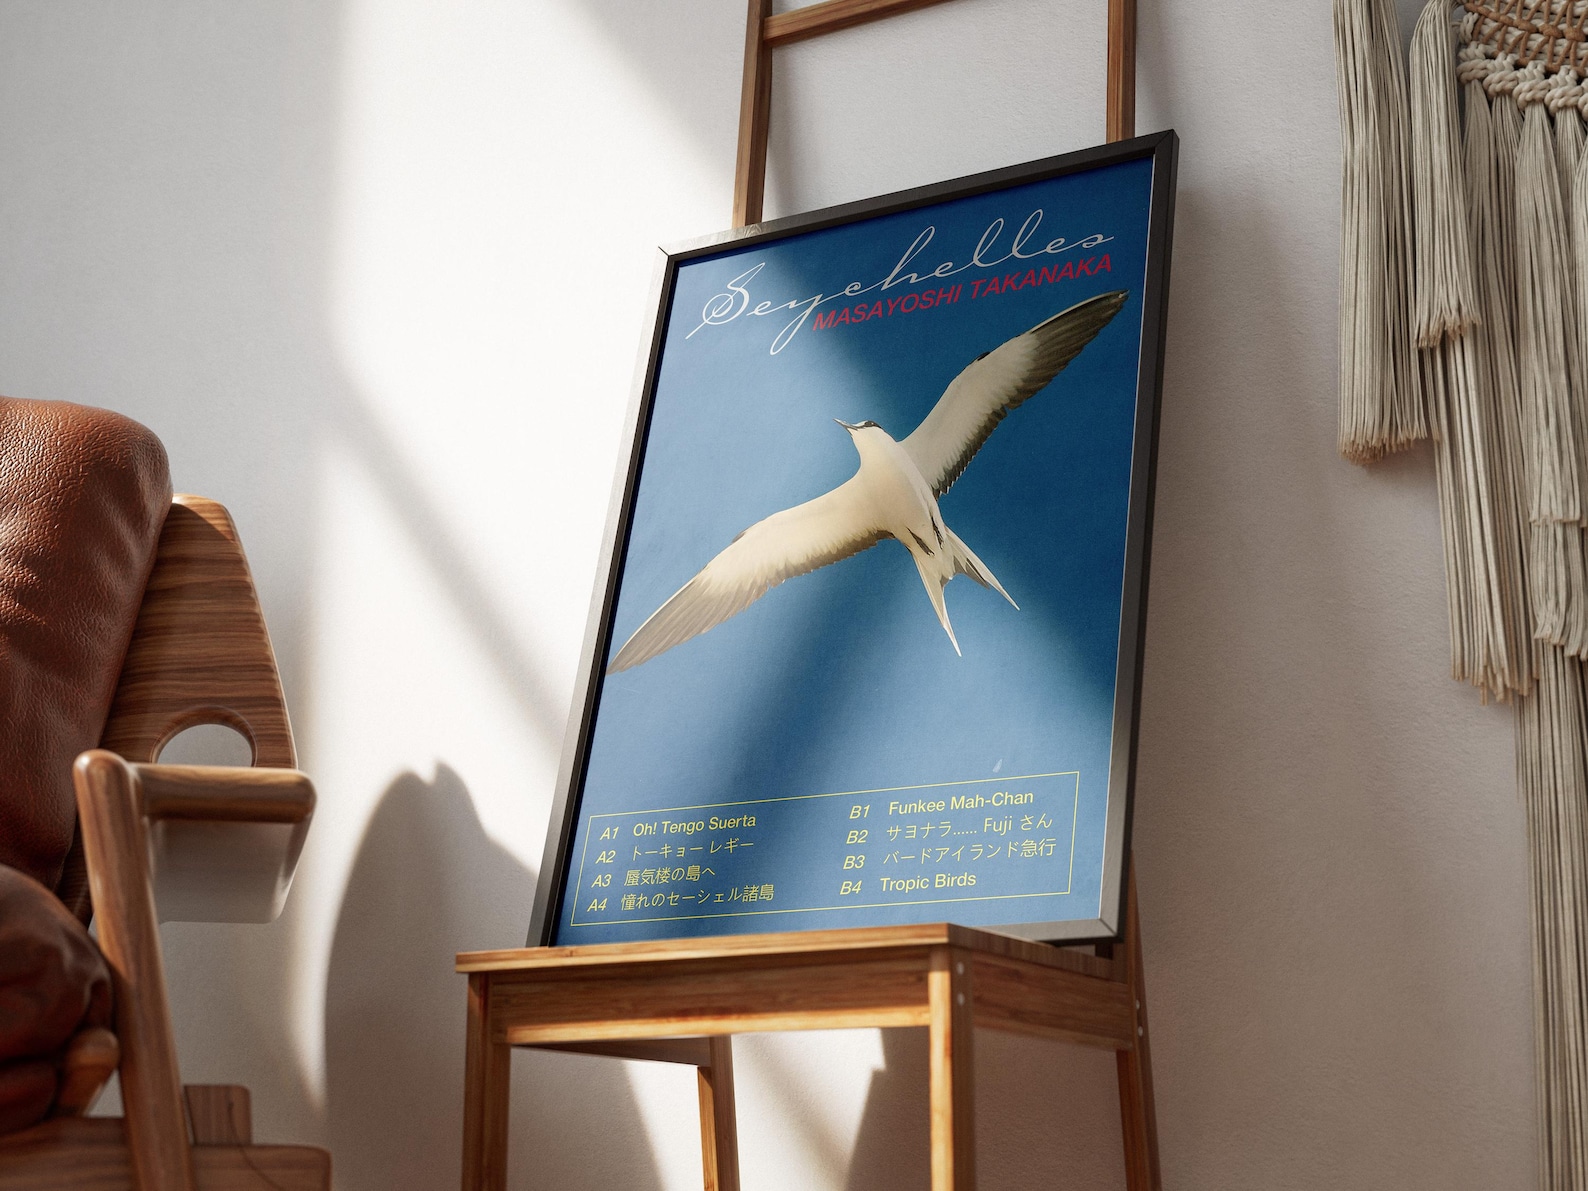 Seychelles
MASAYOSHI TAKANAKA
A1 Oh! Tengo Suerta
A2 トーキョーレギー
A3 蜃気楼の島へ
A4 憧れのセーシェル諸島
B1 Funkee Mah-Chan
B2 サヨナラ...... Fuji さん
B3 バードアイランド急行
B4 Tropic Birds